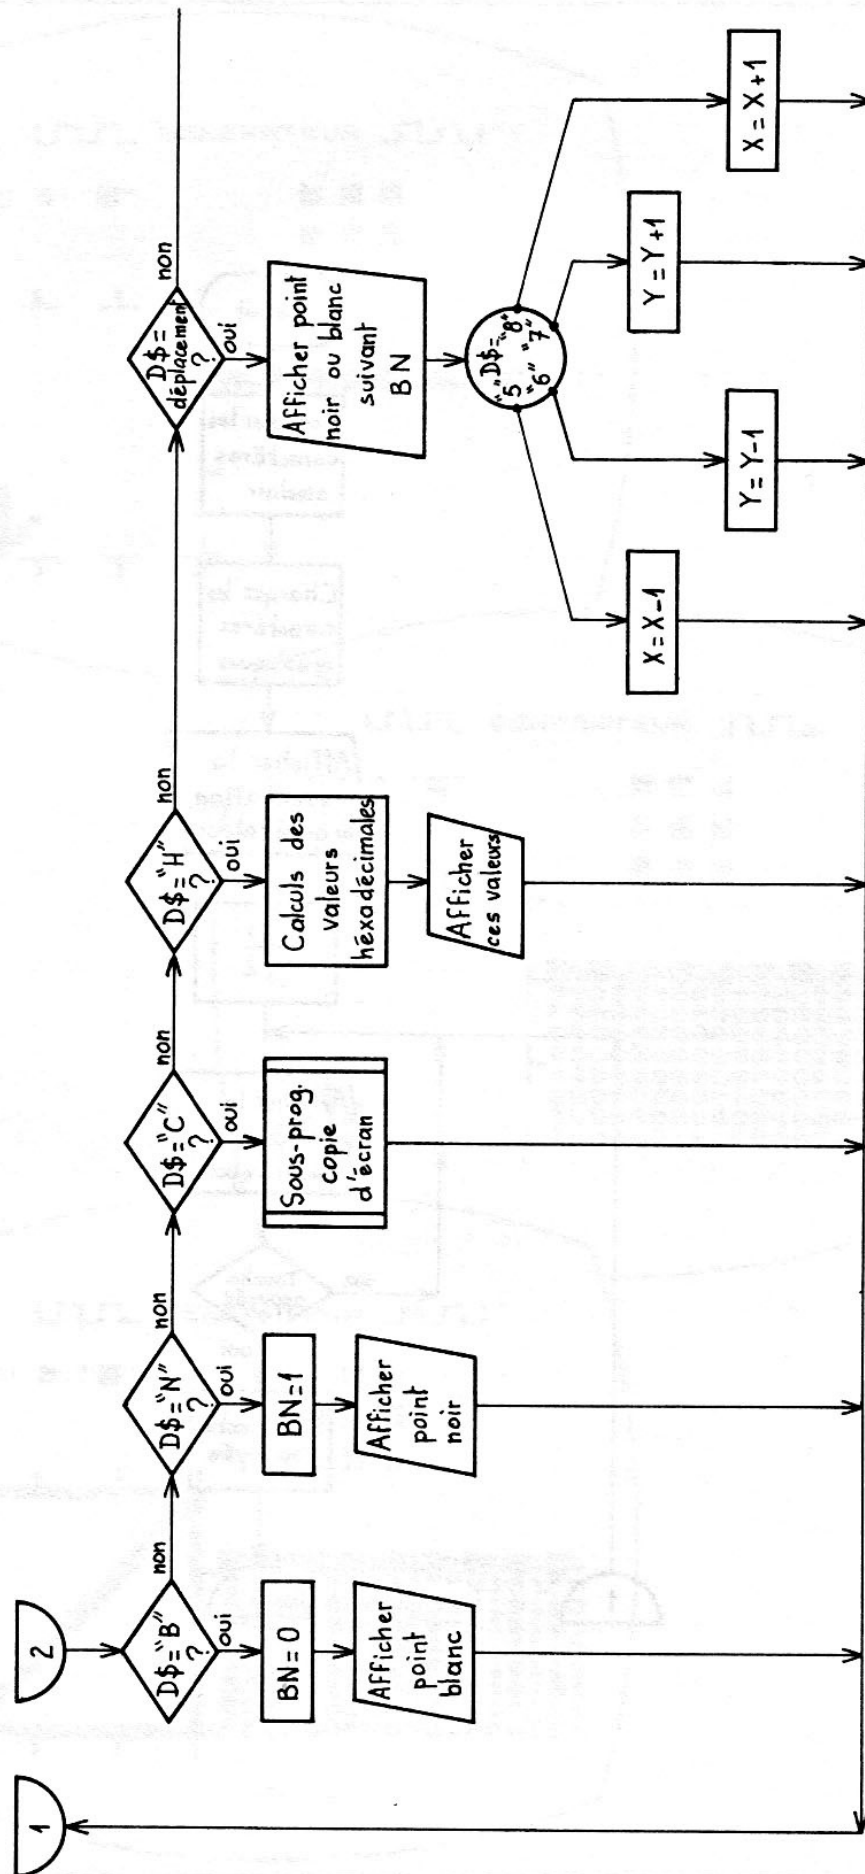 1
2
D$="B"
?
non
oui
BN=0
Afficher
point
blanc
D$="N"
?
non
oui
BN=1
Afficher
point
noir
D$="C"
?
non
oui
Sous-prog.
copie
d'écran
D$="H"
?
non
oui
Calculs des
valeurs
héxadécimales
Afficher
ces valeurs
D$=
déplacement
?
non
oui
Afficher point
noir ou blanc
suivant
BN
D$=
"5" "8"
"6" "7"
X=X-1
Y=Y-1
Y=Y+1
X=X+1